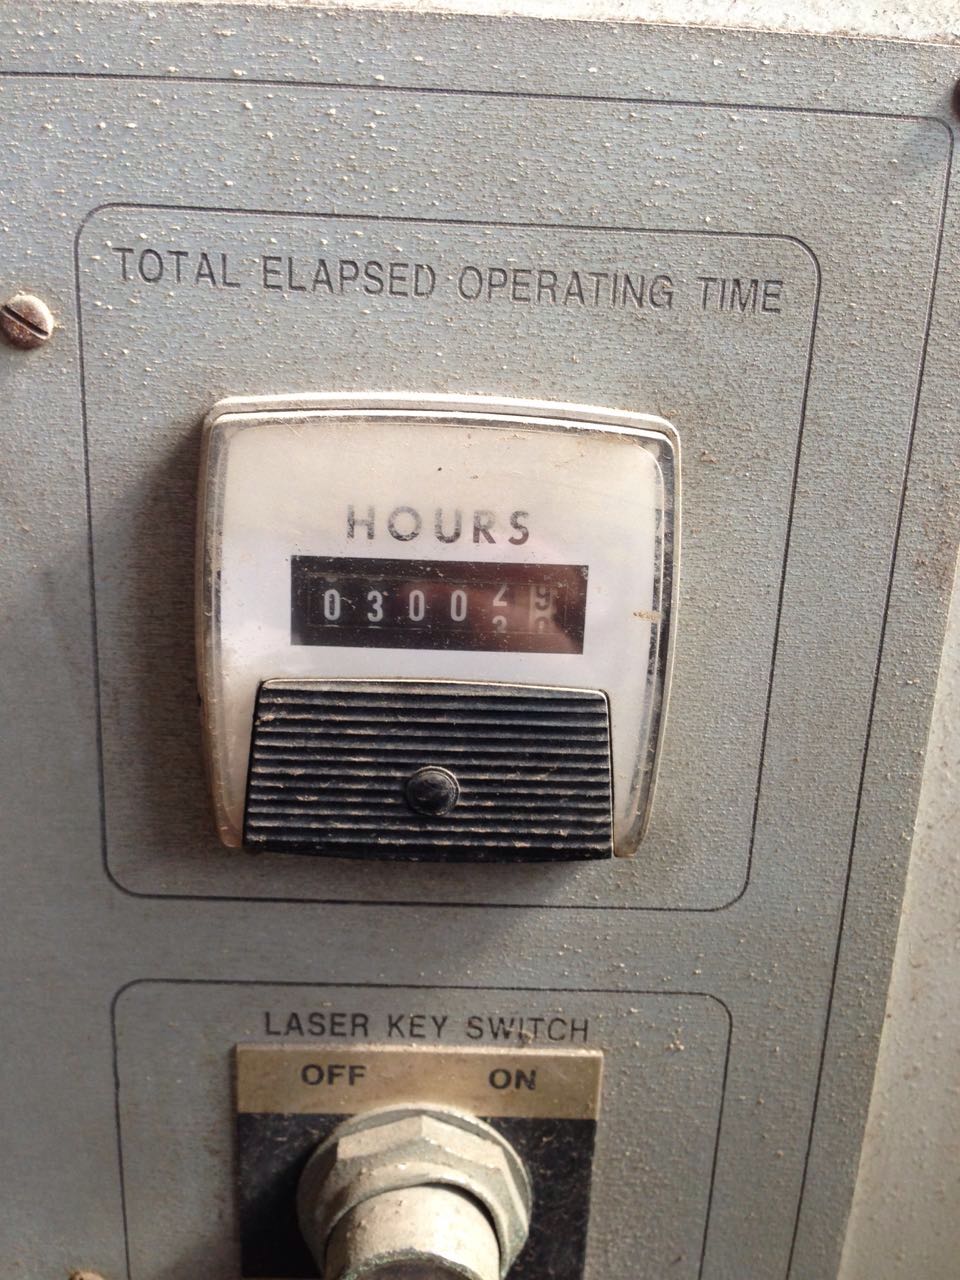 TOTAL ELAPSED OPERATING TIME
HOURS
0300
LASER KEY SWITCH
OFF ON